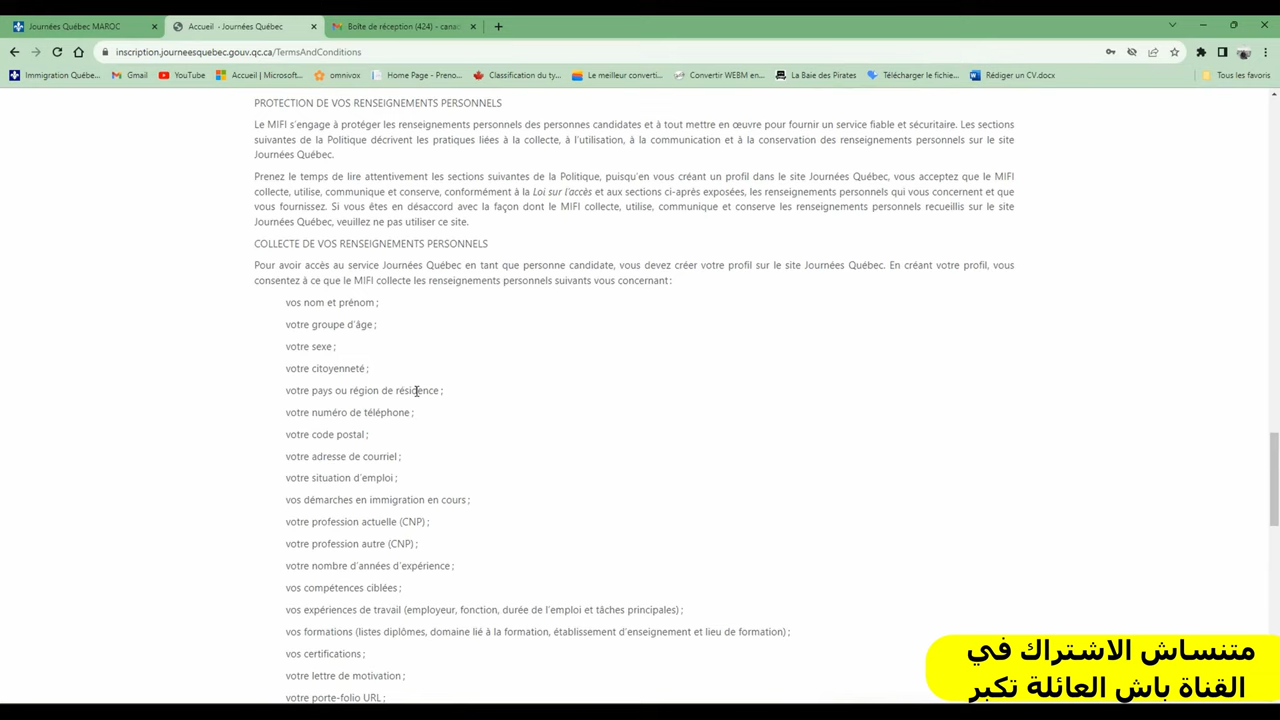 Journées Québec MAROC
Accueil - Journées Québec
Boîte de réception (424) - cana
inscription.journeesquebec.gouv.qc.ca/TermsAndConditions
Immigration Québe...
Gmail
YouTube
Accueil | Microsoft...
omnivox
Home Page - Preno...
Classification du ty...
Le meilleur converti...
Convertir WEBM en...
La Baie des Pirates
Télécharger le fichie...
Rédiger un CV.docx
Tous les favoris
PROTECTION DE VOS RENSEIGNEMENTS PERSONNELS
Le MIFI s'engage à protéger les renseignements personnels des personnes candidates et à tout mettre en œuvre pour fournir un service fiable et sécuritaire. Les sections
suivantes de la Politique décrivent les pratiques liées à la collecte, à l'utilisation, à la communication et à la conservation des renseignements personnels sur le site
Journées Québec.
Prenez le temps de lire attentivement les sections suivantes de la Politique, puisqu'en vous créant un profil dans le site Journées Québec, vous acceptez que le MIFI
collecte, utilise, communique et conserve, conformément à la Loi sur l'accès et aux sections ci-après exposées, les renseignements personnels qui vous concernent et que
vous fournissez. Si vous êtes en désaccord avec la façon dont le MIFI collecte, utilise, communique et conserve les renseignements personnels recueillis sur le site
Journées Québec, veuillez ne pas utiliser ce site.
COLLECTE DE VOS RENSEIGNEMENTS PERSONNELS
Pour avoir accès au service Journées Québec en tant que personne candidate, vous devez créer votre profil sur le site Journées Québec. En créant votre profil, vous
consentez à ce que le MIFI collecte les renseignements personnels suivants vous concernant :
vos nom et prénom ;
votre groupe d'âge ;
votre sexe ;
votre citoyenneté ;
votre pays ou région de résidence ;
votre numéro de téléphone ;
votre code postal ;
votre adresse de courriel ;
votre situation d'emploi ;
vos démarches en immigration en cours ;
votre profession actuelle (CNP) ;
votre profession autre (CNP) ;
votre nombre d'années d'expérience ;
vos compétences ciblées ;
vos expériences de travail (employeur, fonction, durée de l'emploi et tâches principales) ;
vos formations (listes diplômes, domaine lié à la formation, établissement d'enseignement et lieu de formation) ;
vos certifications ;
votre lettre de motivation ;
votre porte-folio URL ;
متنساش الاشتراك في
القناة باش العائلة تكبر